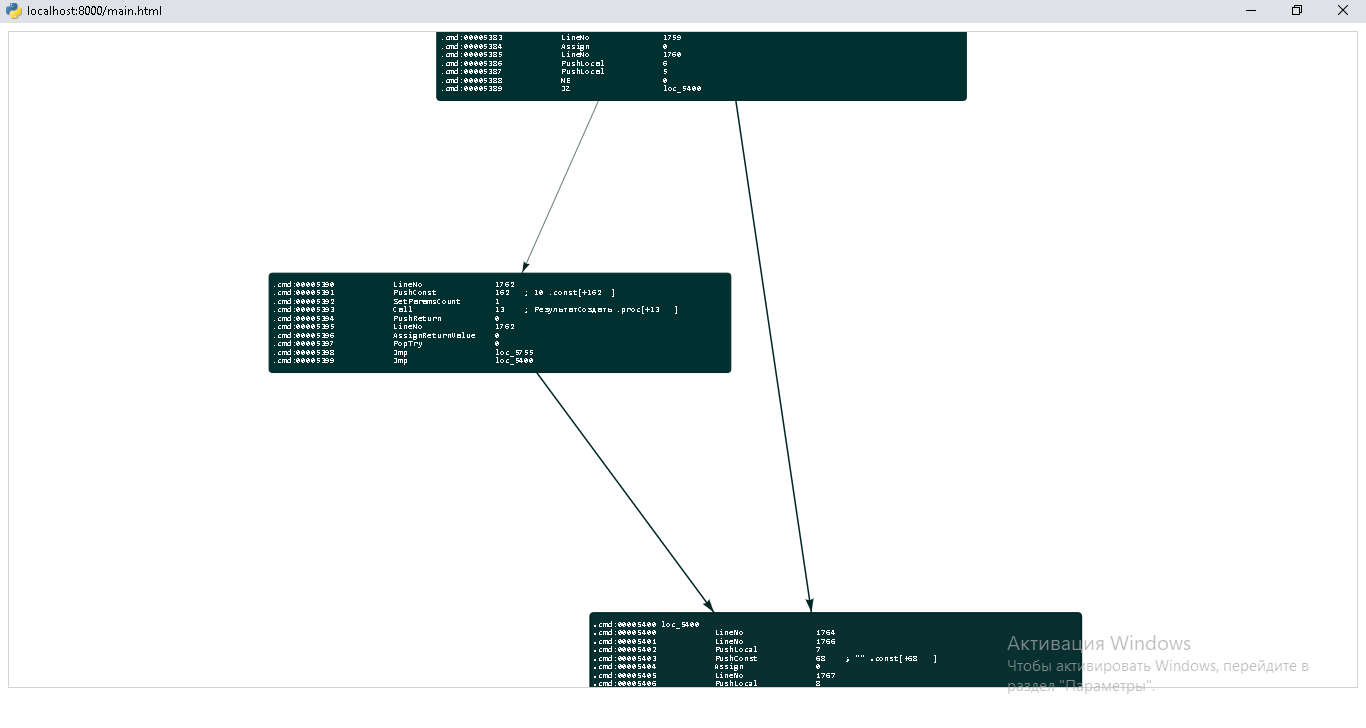 localhost:8000/main.html
.cmd:00005383 LineNo 1759
.cmd:00005384 Assign 0
.cmd:00005385 LineNo 1760
.cmd:00005386 PushLocal 6
.cmd:00005387 PushLocal 5
.cmd:00005388 NE 0
.cmd:00005389 JZ loc_5400
.cmd:00005390 LineNo 1762
.cmd:00005391 PushConst 162 ; 10 .const[+162 ]
.cmd:00005392 SetParamsCount 1
.cmd:00005393 Call 13 ; РезультатСоздать .proc[+13 ]
.cmd:00005394 PushReturn 0
.cmd:00005395 LineNo 1762
.cmd:00005396 AssignReturnValue 0
.cmd:00005397 PopTry 0
.cmd:00005398 Jmp loc_5755
.cmd:00005399 Jmp loc_5400
.cmd:00005400 loc_5400
.cmd:00005400 LineNo 1764
.cmd:00005401 LineNo 1766
.cmd:00005402 PushLocal 7
.cmd:00005403 PushConst 68 ; "" .const[+68 ]
.cmd:00005404 Assign 0
.cmd:00005405 LineNo 1767
.cmd:00005406 PushLocal 8
Активация Windows
Чтобы активировать Windows, перейдите в
раздел "Параметры".